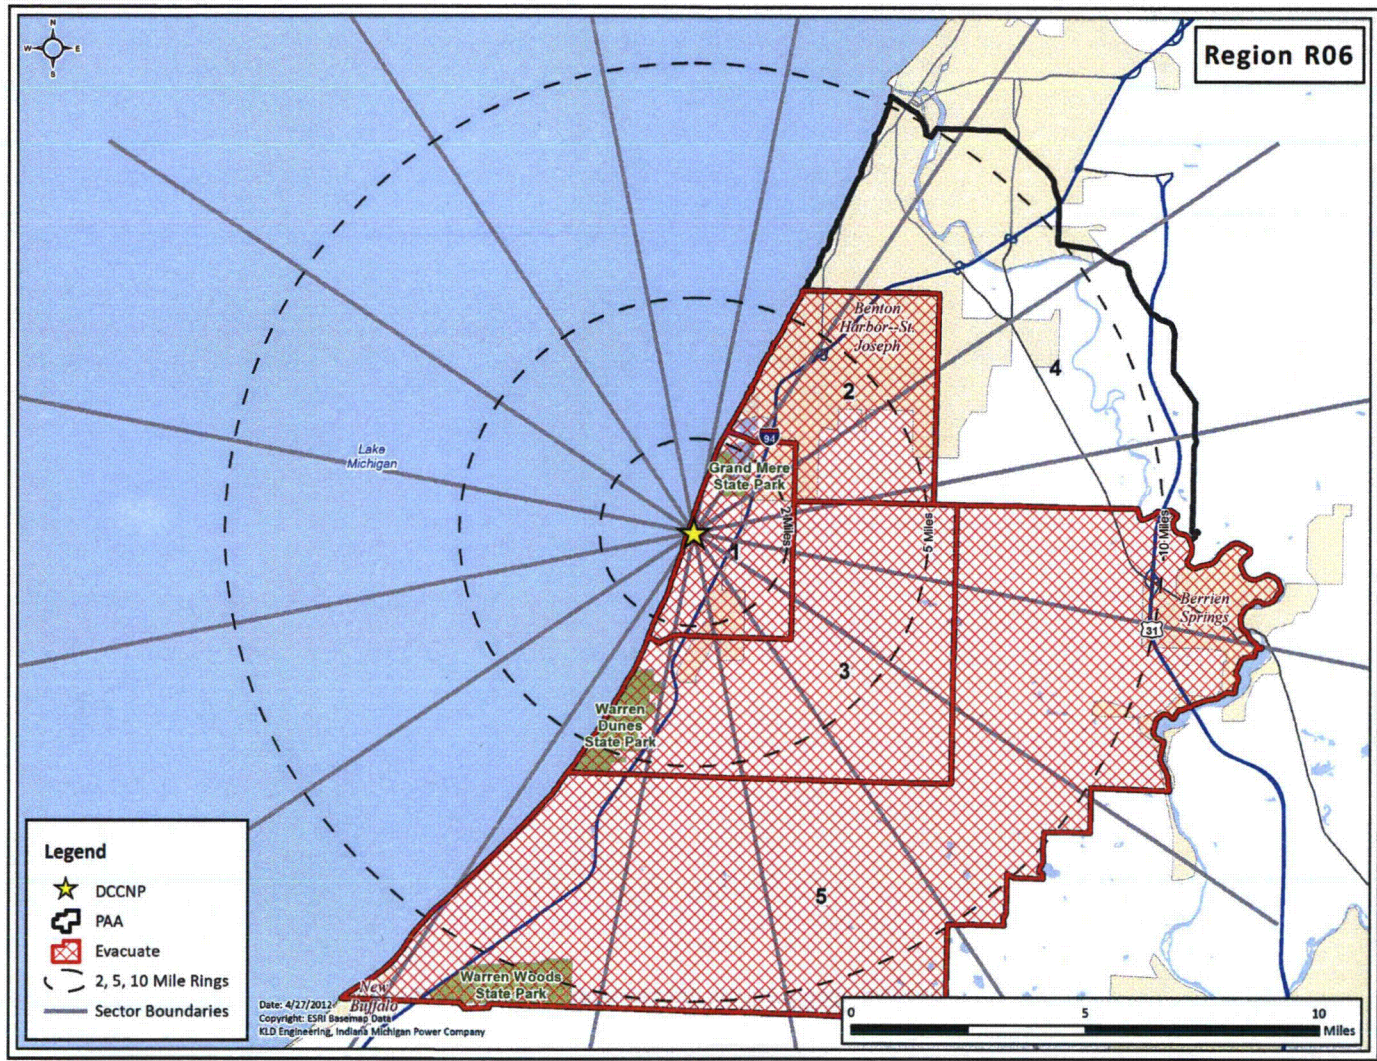 N
W E
S
Region R06
Benton
Harbor--St.
Joseph
4
2
Lake
Michigan
94
Grand Mere
State Park
2 Miles
5 Miles
10 Miles
1
Berrien
Springs
31
3
Warren
Dunes
State Park
5
Warren Woods
State Park
New
Buffalo
Legend
DCCNP
PAA
Evacuate
2, 5, 10 Mile Rings
Sector Boundaries
Date: 4/27/2012
Copyright: ESRI Basemap Data
KLD Engineering, Indiana Michigan Power Company
0 5 10
Miles